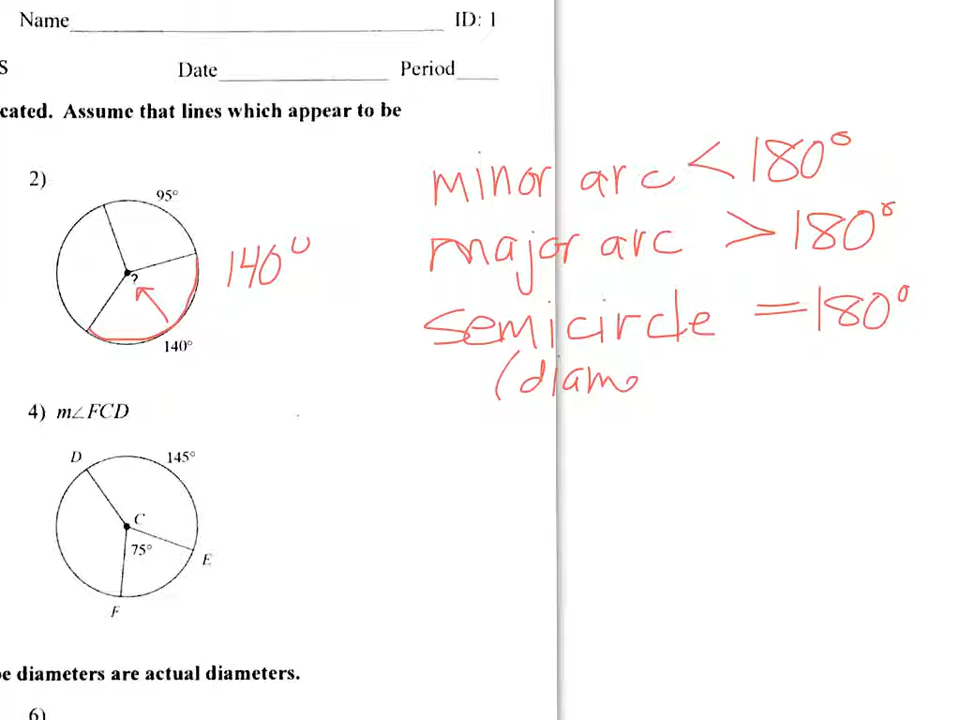 Name ID: 1
S Date Period
cated. Assume that lines which appear to be
2)
95°
?
140°
140°
minor arc < 180°
major arc > 180°
semicircle = 180°
(diam
4) m∠FCD
D
145°
C
75°
E
F
e diameters are actual diameters.
6)